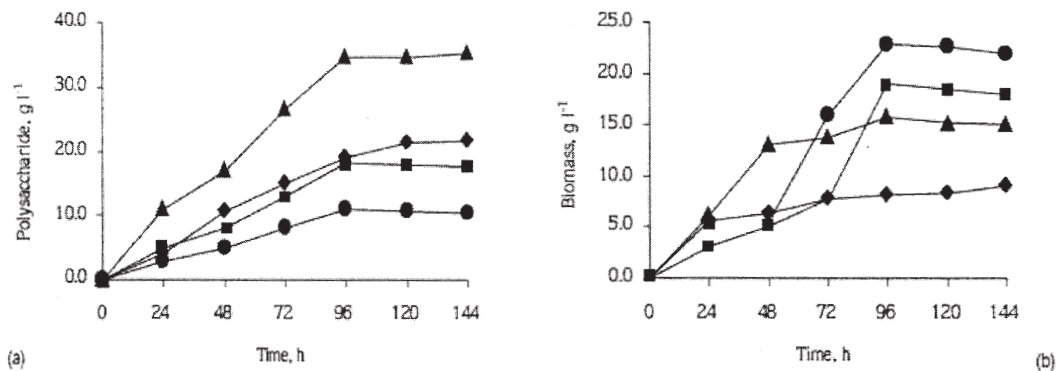 40.0
30.0
20.0
10.0
0.0
Polysaccharide, g l⁻¹
0 24 48 72 96 120 144
Time, h
(a)
25.0
20.0
15.0
10.0
5.0
0.0
Biomass, g l⁻¹
0 24 48 72 96 120 144
Time, h
(b)